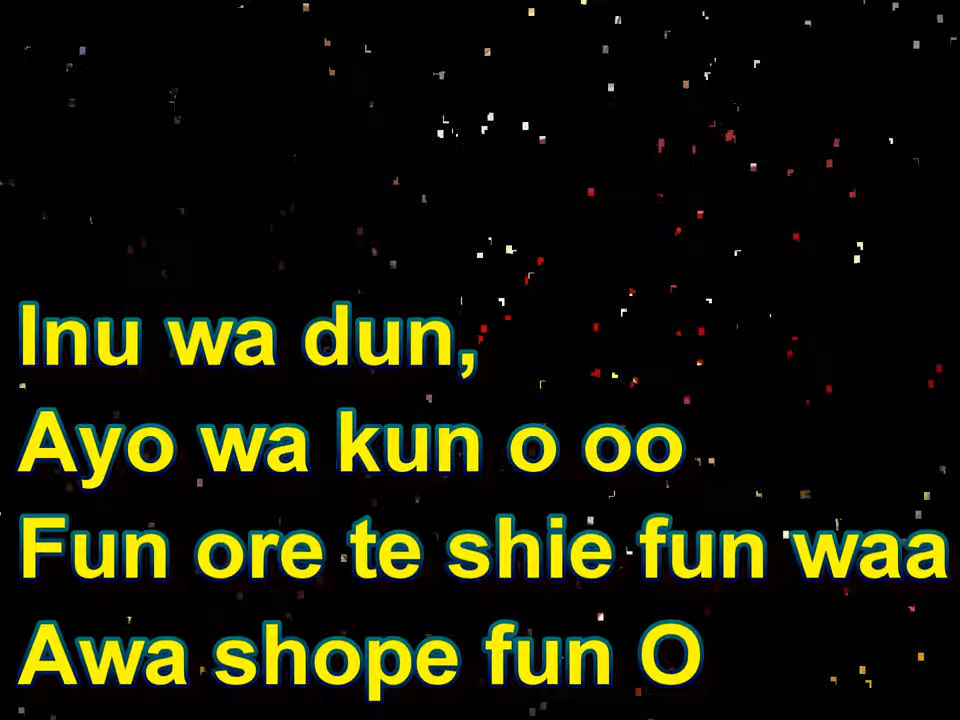 Inu wa dun,
Ayo wa kun o oo
Fun ore te shie fun waa
Awa shope fun O